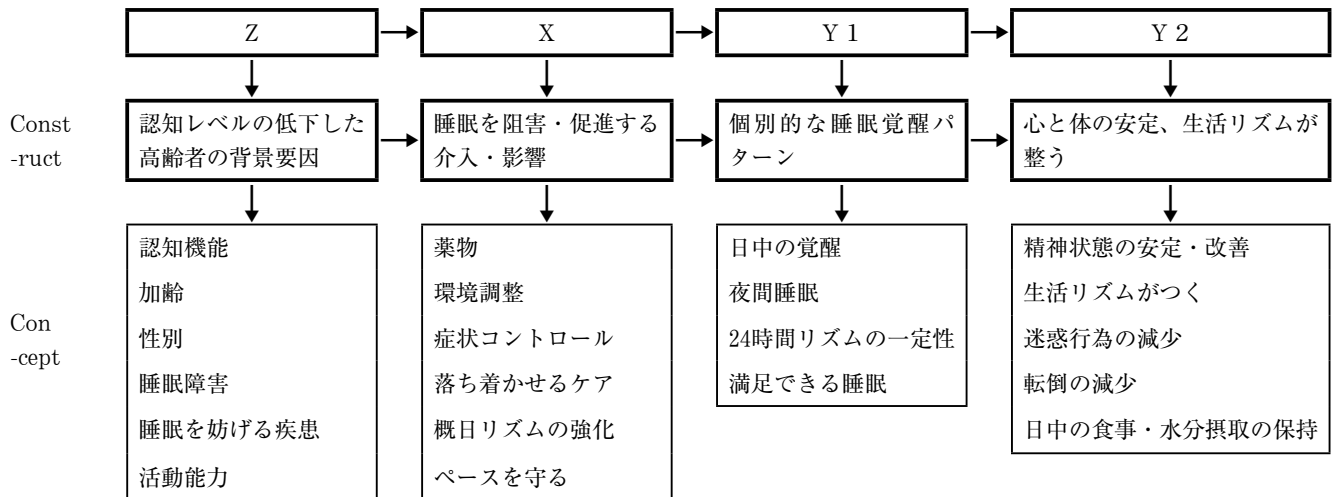 Z
X
Y 1
Y 2
Const
-ruct
認知レベルの低下した
高齢者の背景要因
睡眠を阻害・促進する
介入・影響
個別的な睡眠覚醒パ
ターン
心と体の安定、生活リズムが
整う
Con
-cept
認知機能
加齢
性別
睡眠障害
睡眠を妨げる疾患
活動能力
薬物
環境調整
症状コントロール
落ち着かせるケア
概日リズムの強化
ペースを守る
日中の覚醒
夜間睡眠
24時間リズムの一定性
満足できる睡眠
精神状態の安定・改善
生活リズムがつく
迷惑行為の減少
転倒の減少
日中の食事・水分摂取の保持